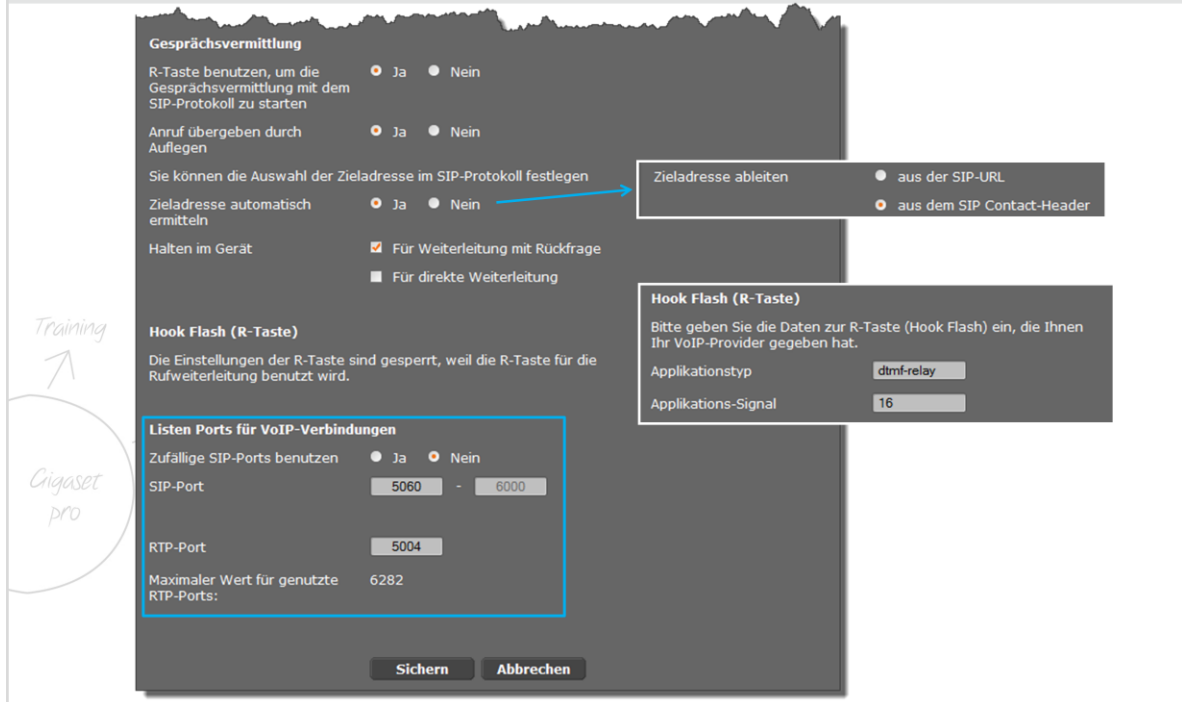 Gesprächsvermittlung
R-Taste benutzen, um die
Gesprächsvermittlung mit dem
SIP-Protokoll zu starten
Ja Nein
Anruf übergeben durch
Auflegen
Ja Nein
Sie können die Auswahl der Zieladresse im SIP-Protokoll festlegen
Zieladresse automatisch
ermitteln
Ja Nein
Halten im Gerät
Für Weiterleitung mit Rückfrage
Für direkte Weiterleitung
Zieladresse ableiten
aus der SIP-URL
aus dem SIP Contact-Header
Hook Flash (R-Taste)
Die Einstellungen der R-Taste sind gesperrt, weil die R-Taste für die
Rufweiterleitung benutzt wird.
Hook Flash (R-Taste)
Bitte geben Sie die Daten zur R-Taste (Hook Flash) ein, die Ihnen
Ihr VoIP-Provider gegeben hat.
Applikationstyp dtmf-relay
Applikations-Signal 16
Listen Ports für VoIP-Verbindungen
Zufällige SIP-Ports benutzen Ja Nein
SIP-Port 5060 - 6000
RTP-Port 5004
Maximaler Wert für genutzte
RTP-Ports:
6282
Sichern Abbrechen
Training
Gigaset
pro